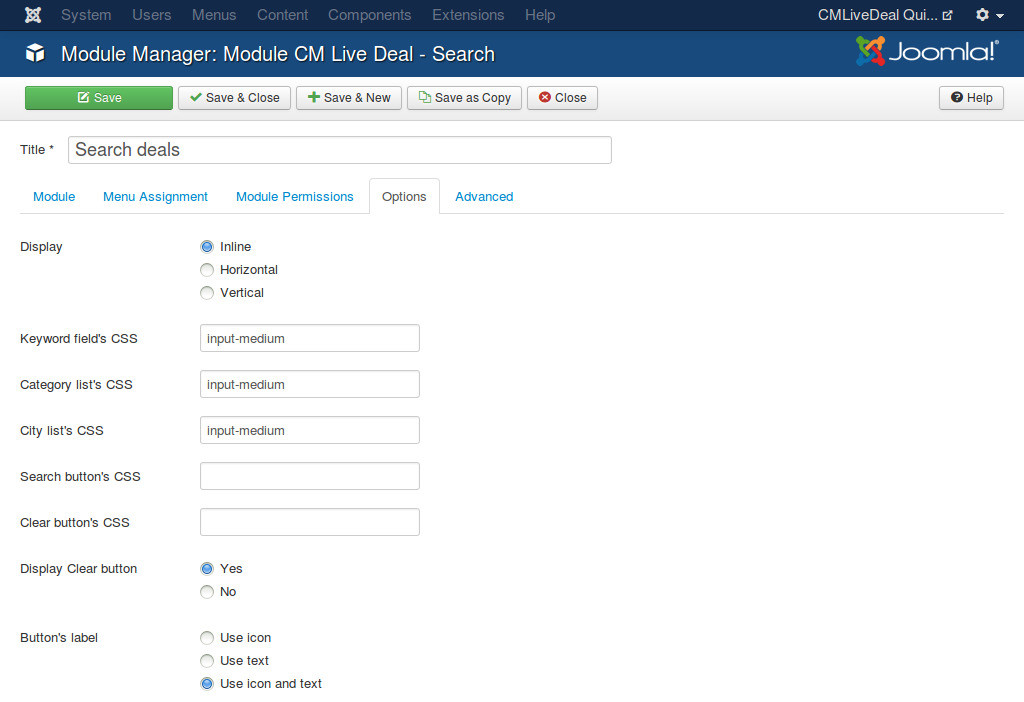 System Users Menus Content Components Extensions Help CMLiveDeal Qui...
Module Manager: Module CM Live Deal - Search Joomla!®
Save Save & Close Save & New Save as Copy Close Help
Title * Search deals
Module Menu Assignment Module Permissions Options Advanced
Display Inline
Horizontal
Vertical
Keyword field's CSS input-medium
Category list's CSS input-medium
City list's CSS input-medium
Search button's CSS
Clear button's CSS
Display Clear button Yes
No
Button's label Use icon
Use text
Use icon and text